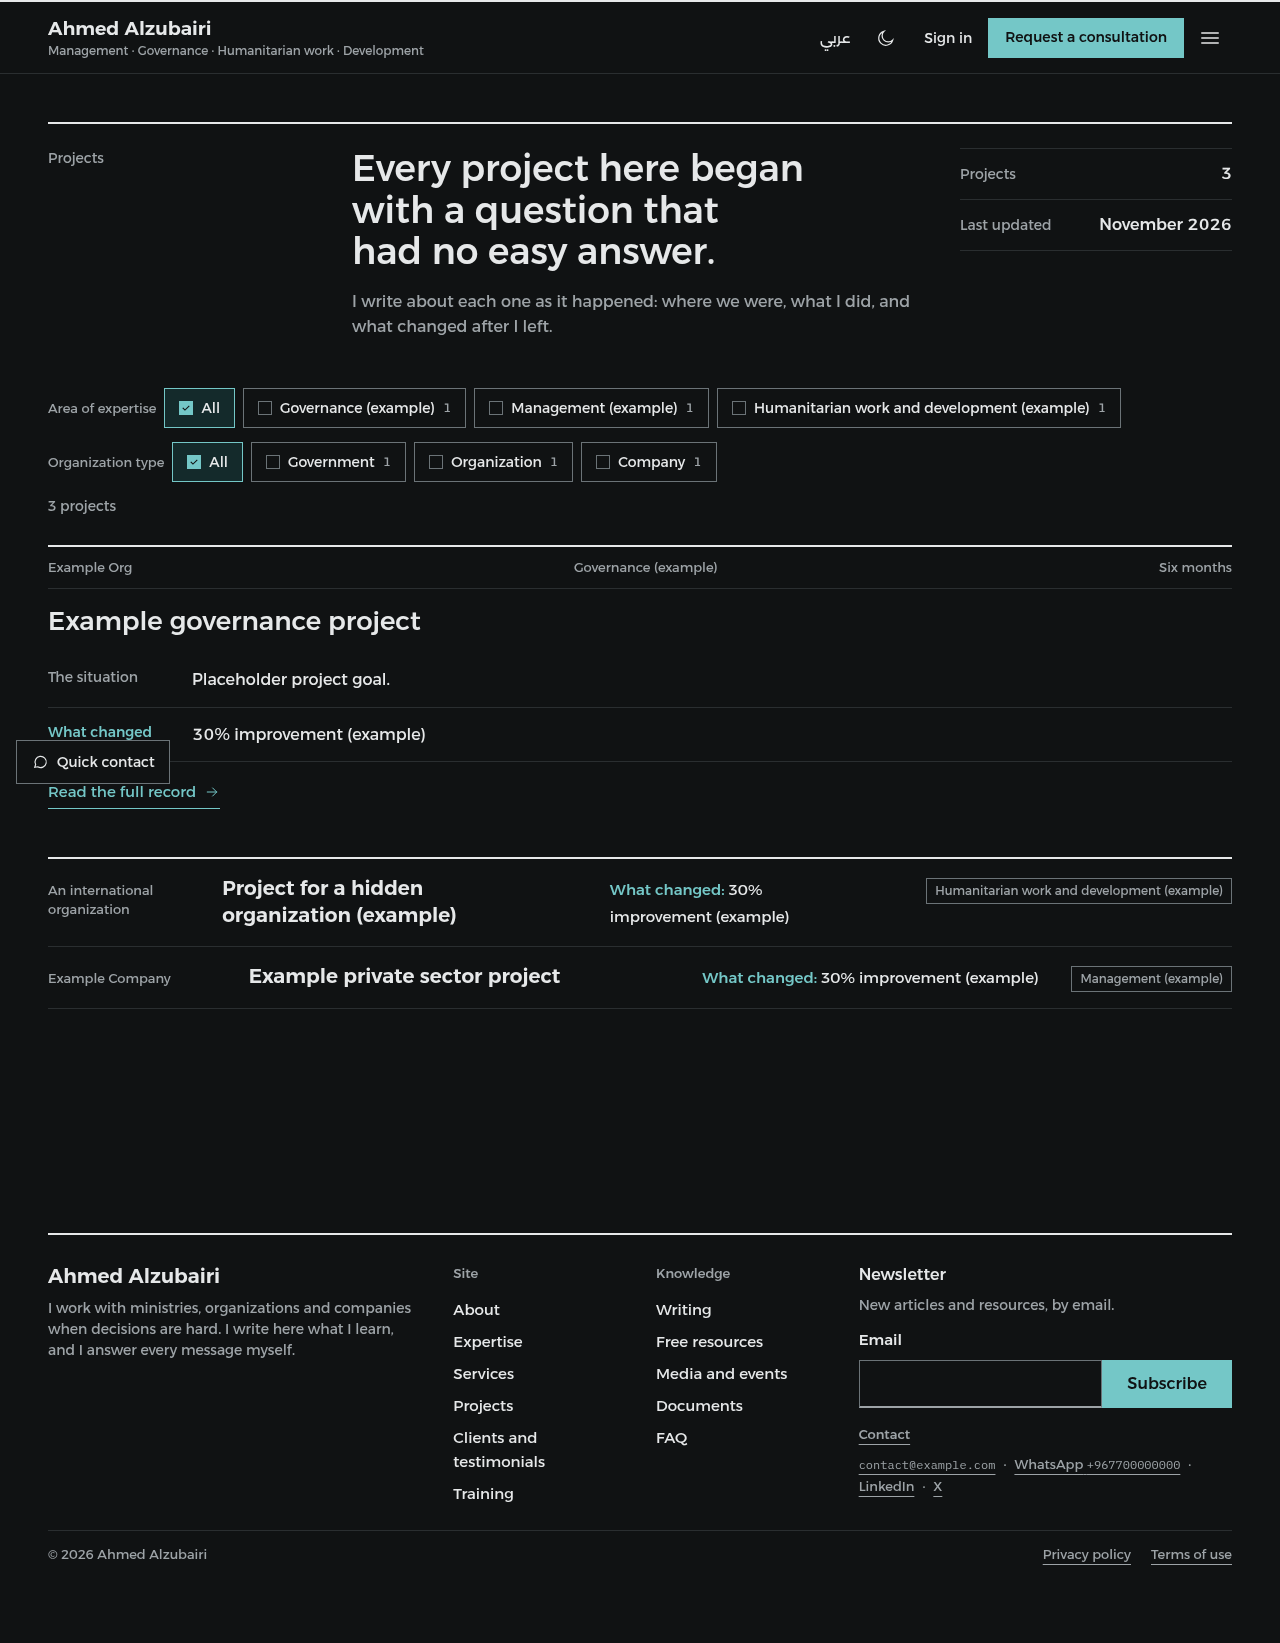 Ahmed Alzubairi
Management · Governance · Humanitarian work · Development
عربي
Sign in
Request a consultation
Projects
Every project here began
with a question that
had no easy answer.
I write about each one as it happened: where we were, what I did, and
what changed after I left.
Projects 3
Last updated November 2026
Area of expertise All Governance (example) 1 Management (example) 1 Humanitarian work and development (example) 1
Organization type All Government 1 Organization 1 Company 1
3 projects
Example Org Governance (example) Six months
Example governance project
The situation Placeholder project goal.
What changed 30% improvement (example)
Quick contact
Read the full record
An international
organization
Project for a hidden
organization (example)
What changed: 30%
improvement (example)
Humanitarian work and development (example)
Example Company Example private sector project What changed: 30% improvement (example) Management (example)
Ahmed Alzubairi
I work with ministries, organizations and companies
when decisions are hard. I write here what I learn,
and I answer every message myself.
Site
About
Expertise
Services
Projects
Clients and
testimonials
Training
Knowledge
Writing
Free resources
Media and events
Documents
FAQ
Newsletter
New articles and resources, by email.
Email
Subscribe
Contact
contact@example.com · WhatsApp +967700000000 ·
LinkedIn · X
© 2026 Ahmed Alzubairi
Privacy policy Terms of use